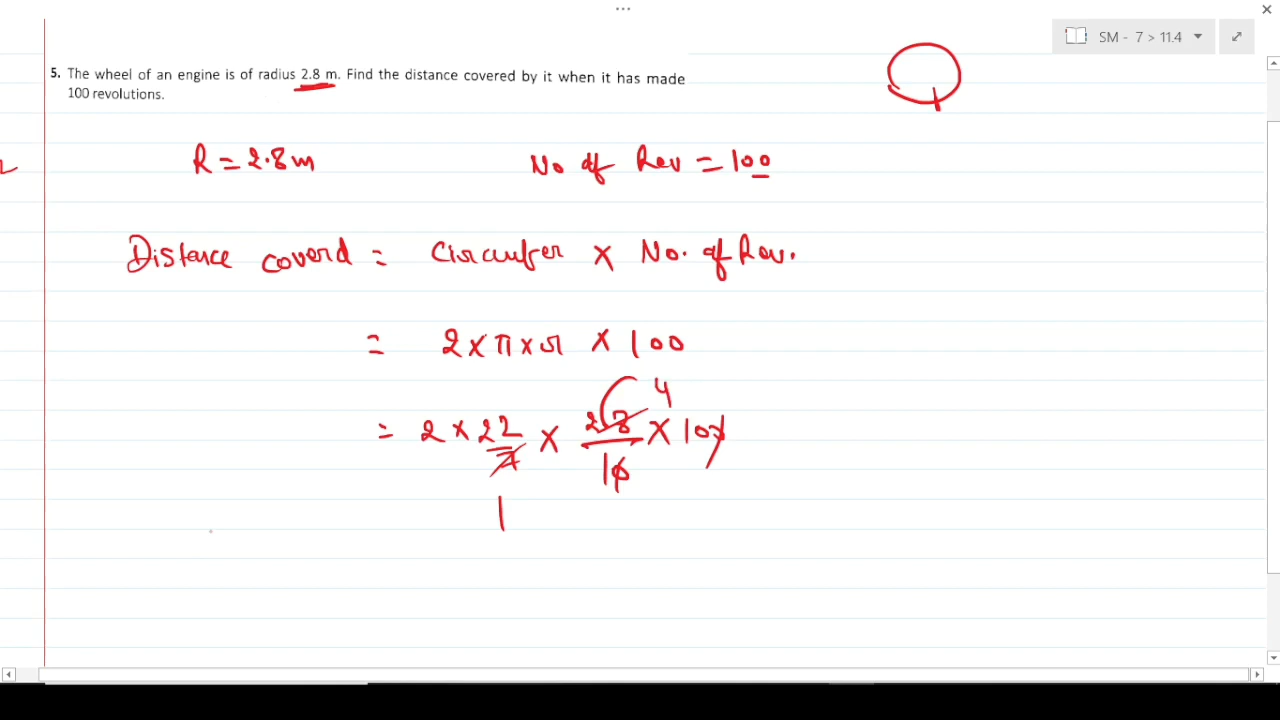 SM - 7 > 11.4
5. The wheel of an engine is of radius 2.8 m. Find the distance covered by it when it has made
100 revolutions.
R = 2.8m No of Rev = 100
Distance coverd = Circumfer × No. of Rev.
= 2 × π × r × 100
4
= 2 × 22/7 × 28/10 × 100
1